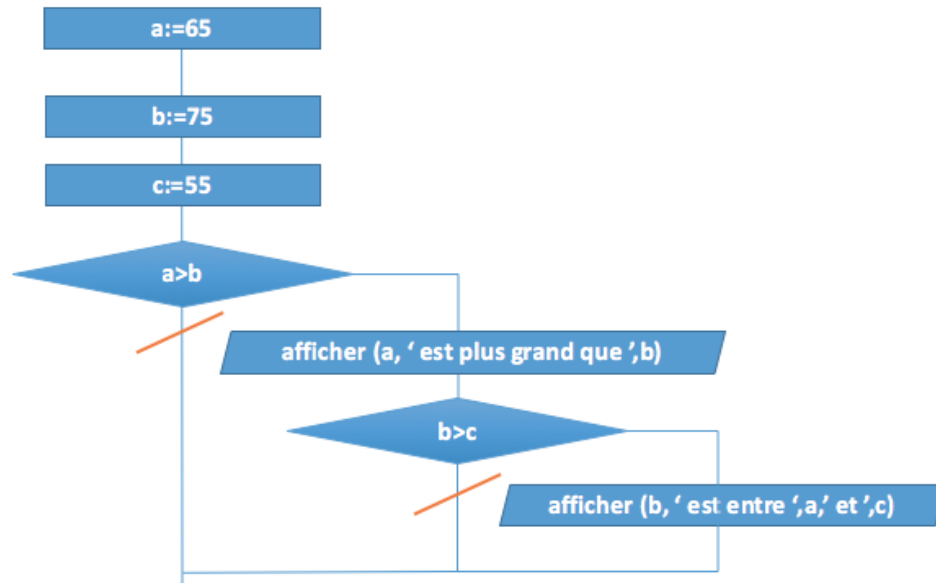 a:=65
b:=75
c:=55
a>b
afficher (a, ‘ est plus grand que ’,b)
b>c
afficher (b, ‘ est entre ‘,a,’ et ’,c)